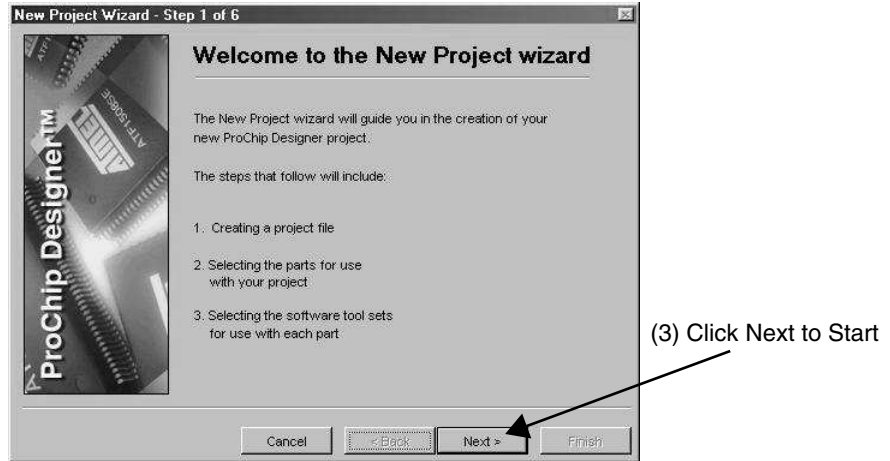 New Project Wizard - Step 1 of 6
Welcome to the New Project wizard
The New Project wizard will guide you in the creation of your
new ProChip Designer project.
The steps that follow will include:
1. Creating a project file
2. Selecting the parts for use
with your project
3. Selecting the software tool sets
for use with each part
ProChip Designer™
ATF1508SE
Cancel
< Back
Next >
Finish
(3) Click Next to Start